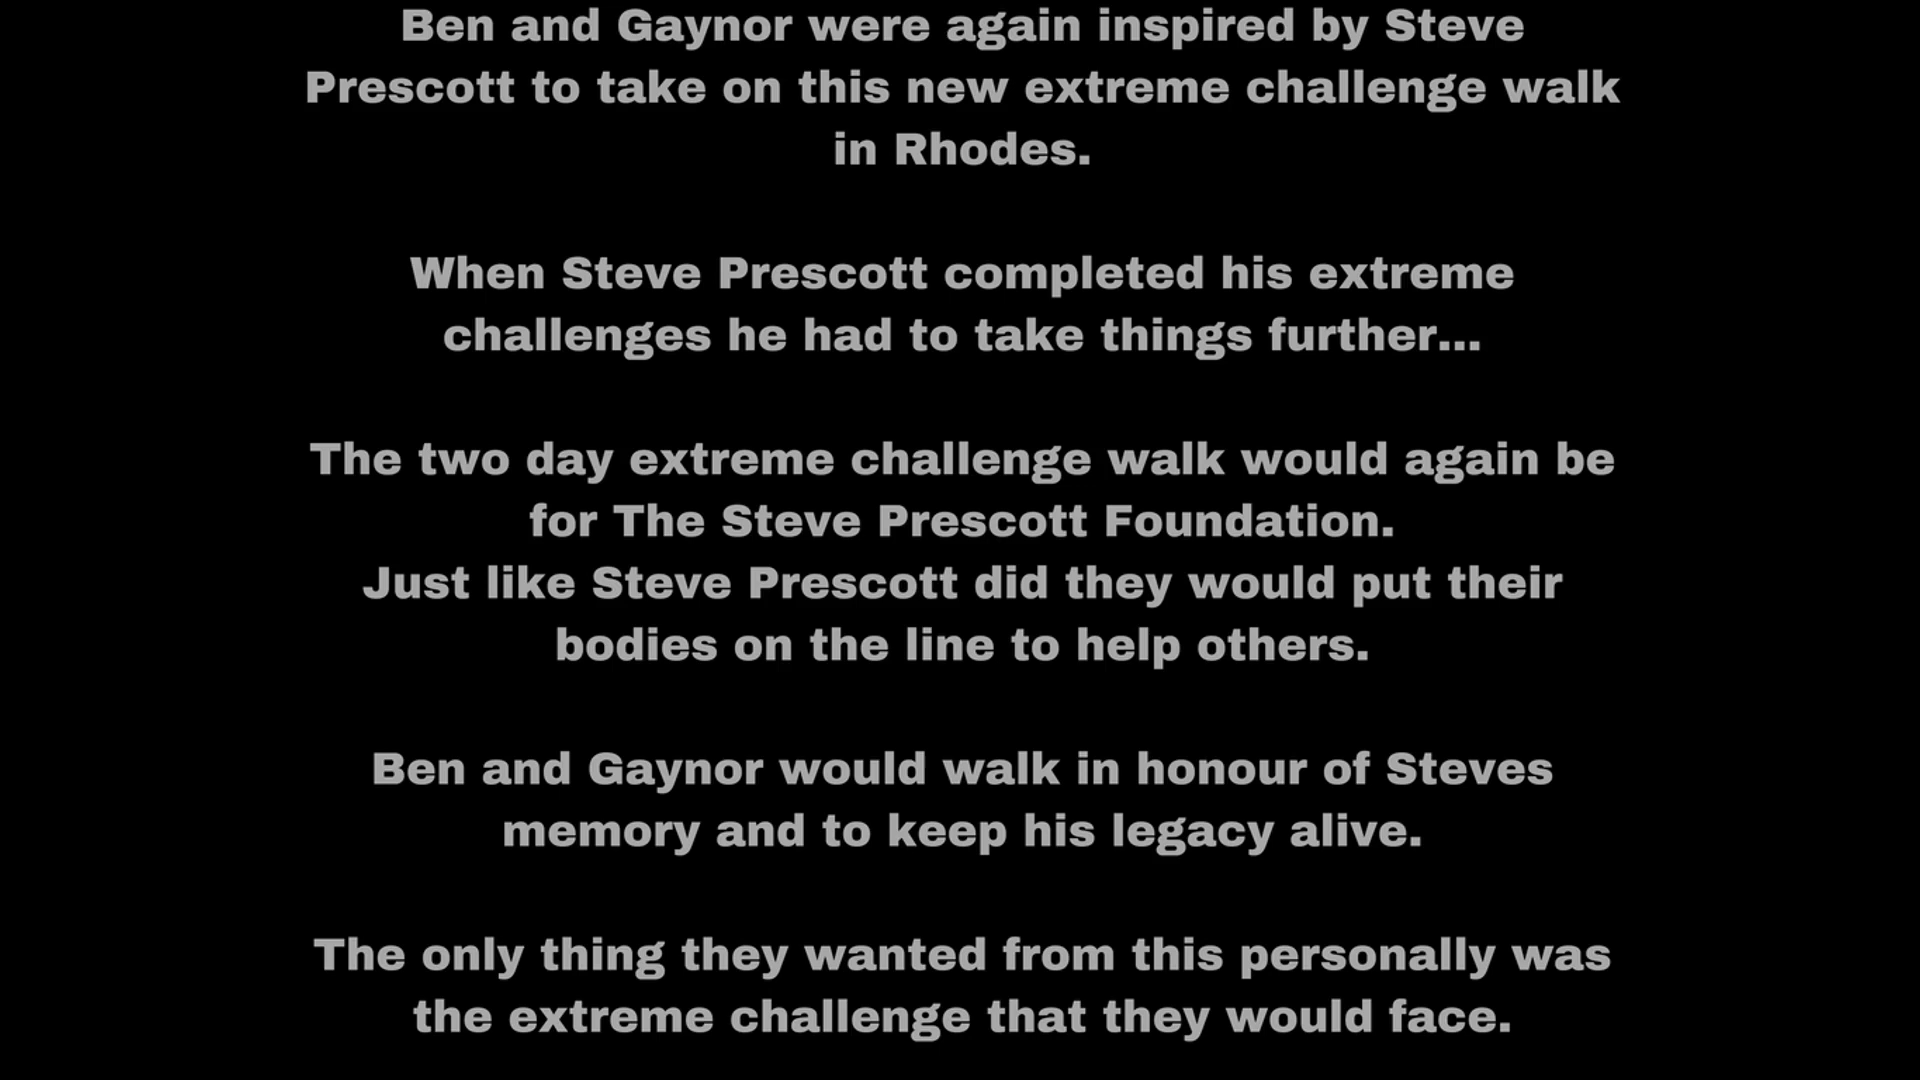 Ben and Gaynor were again inspired by Steve
Prescott to take on this new extreme challenge walk
in Rhodes.
When Steve Prescott completed his extreme
challenges he had to take things further...
The two day extreme challenge walk would again be
for The Steve Prescott Foundation.
Just like Steve Prescott did they would put their
bodies on the line to help others.
Ben and Gaynor would walk in honour of Steves
memory and to keep his legacy alive.
The only thing they wanted from this personally was
the extreme challenge that they would face.